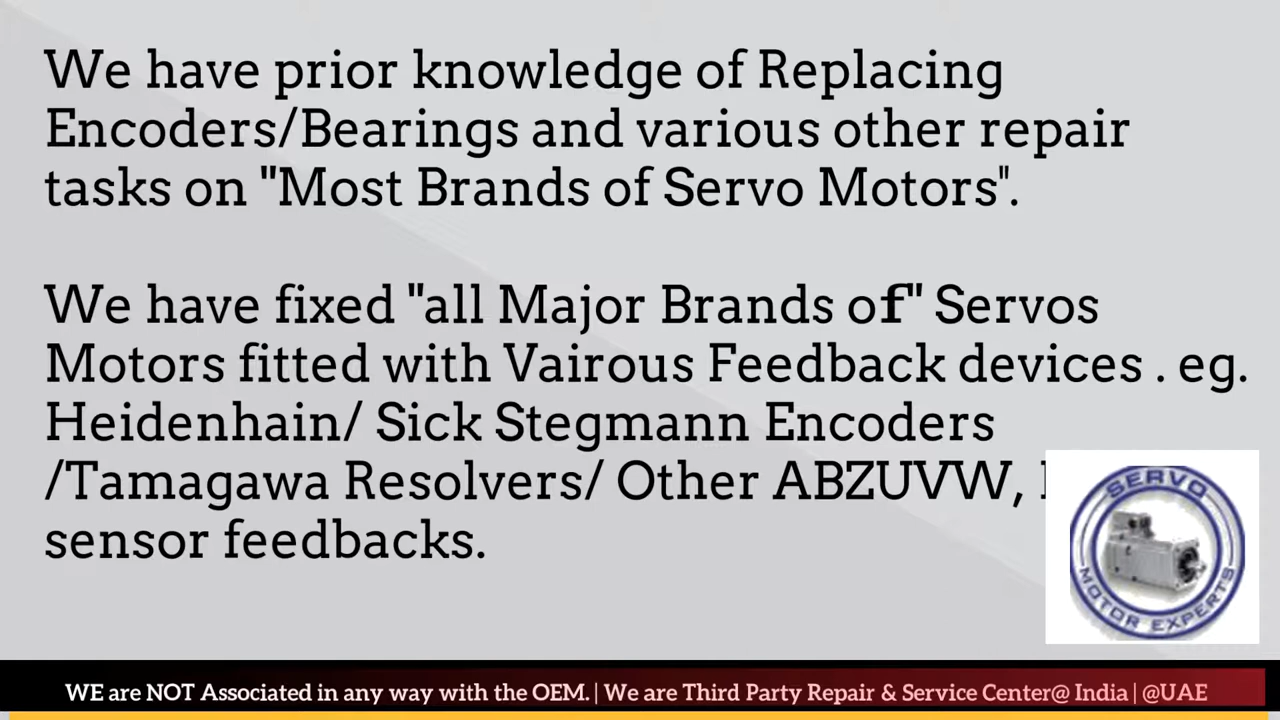 We have prior knowledge of Replacing
Encoders/Bearings and various other repair
tasks on "Most Brands of Servo Motors".
We have fixed "all Major Brands of" Servos
Motors fitted with Vairous Feedback devices . eg.
Heidenhain/ Sick Stegmann Encoders
/Tamagawa Resolvers/ Other ABZUVW,
sensor feedbacks.
SERVO
MOTOR EXPERTS
WE are NOT Associated in any way with the OEM. | We are Third Party Repair & Service Center@ India | @UAE